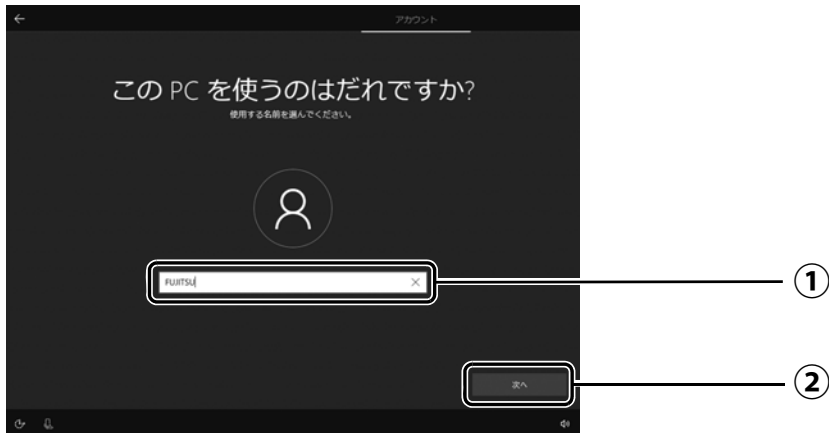 アカウント
この PC を使うのはだれですか?
使用する名前を選んでください。
FUJITSU
①
次へ
②